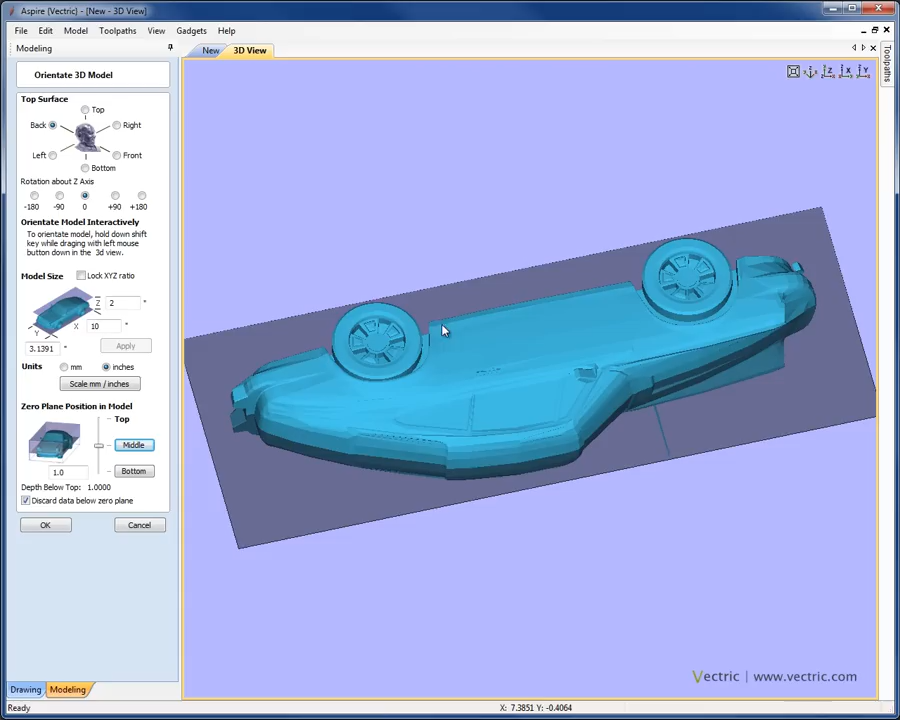 Aspire {Vectric} - [New - 3D View]
File Edit Model Toolpaths View Gadgets Help
Modeling
New 3D View
Toolpaths
Orientate 3D Model
Top Surface
Top
Back Right
Left Front
Bottom
Rotation about Z Axis
-180 -90 0 +90 +180
Orientate Model Interactively
To orientate model, hold down shift
key while draging with left mouse
button down in the 3d view.
Model Size Lock XYZ ratio
Z 2 "
X 10 "
Y
3.1391 " Apply
Units mm inches
Scale mm / inches
Zero Plane Position in Model
Top
Middle
1.0 Bottom
Depth Below Top: 1.0000
Discard data below zero plane
OK Cancel
Vectric | www.vectric.com
Drawing Modeling
Ready X: 7.3851 Y: -0.4064